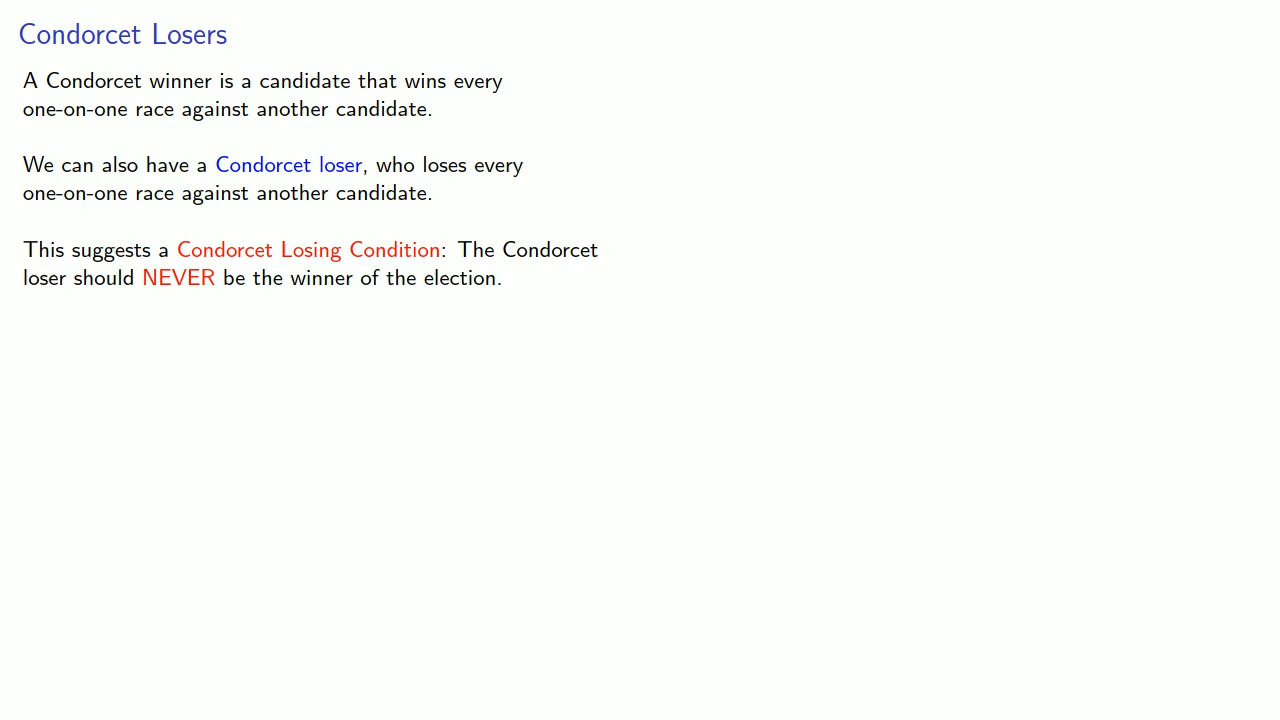 Condorcet Losers
A Condorcet winner is a candidate that wins every
one-on-one race against another candidate.
We can also have a Condorcet loser, who loses every
one-on-one race against another candidate.
This suggests a Condorcet Losing Condition: The Condorcet
loser should NEVER be the winner of the election.